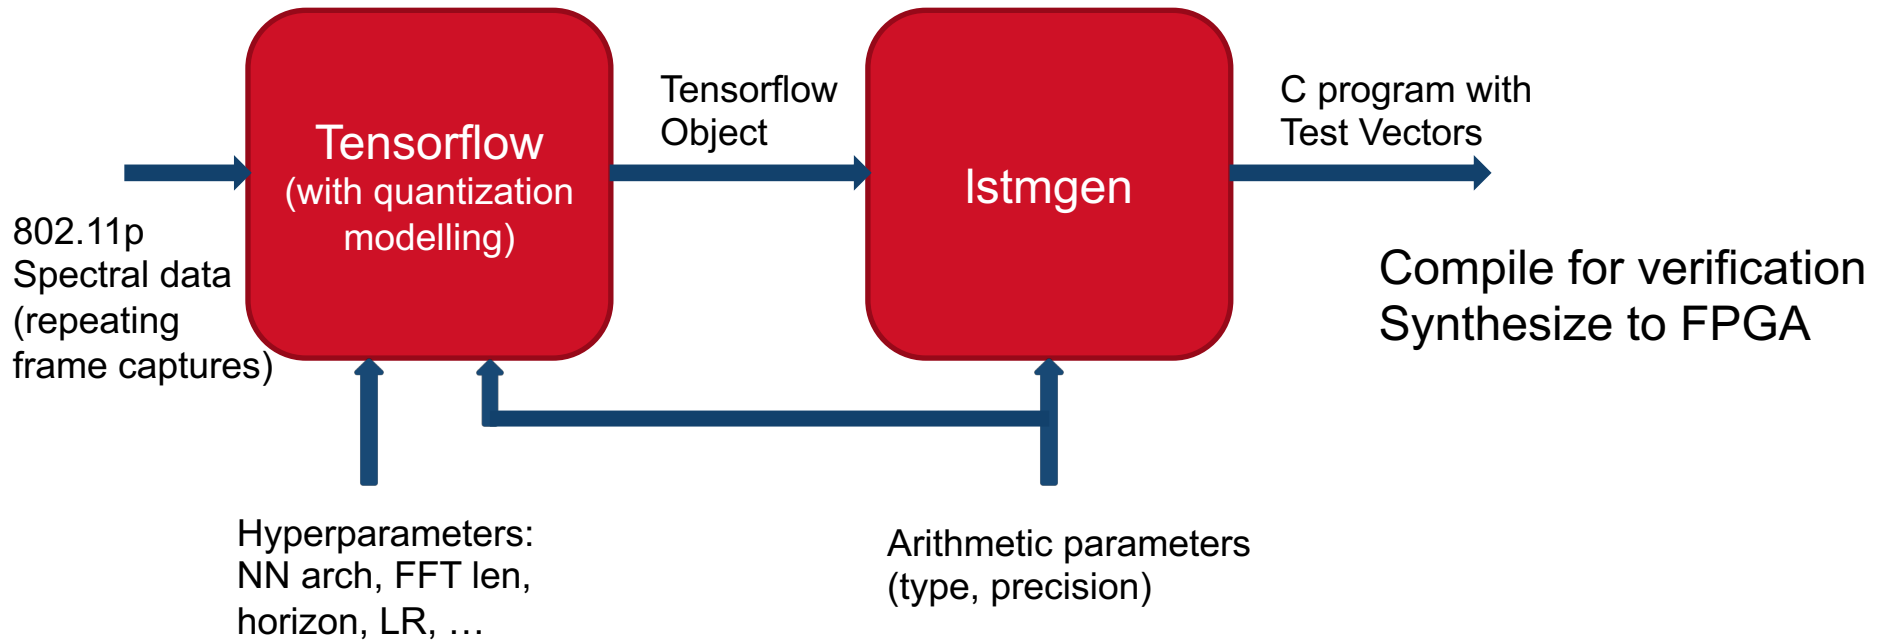 802.11p
Spectral data
(repeating
frame captures)
Tensorflow
(with quantization
modelling)
Tensorflow
Object
lstmgen
C program with
Test Vectors
Compile for verification
Synthesize to FPGA
Hyperparameters:
NN arch, FFT len,
horizon, LR, …
Arithmetic parameters
(type, precision)